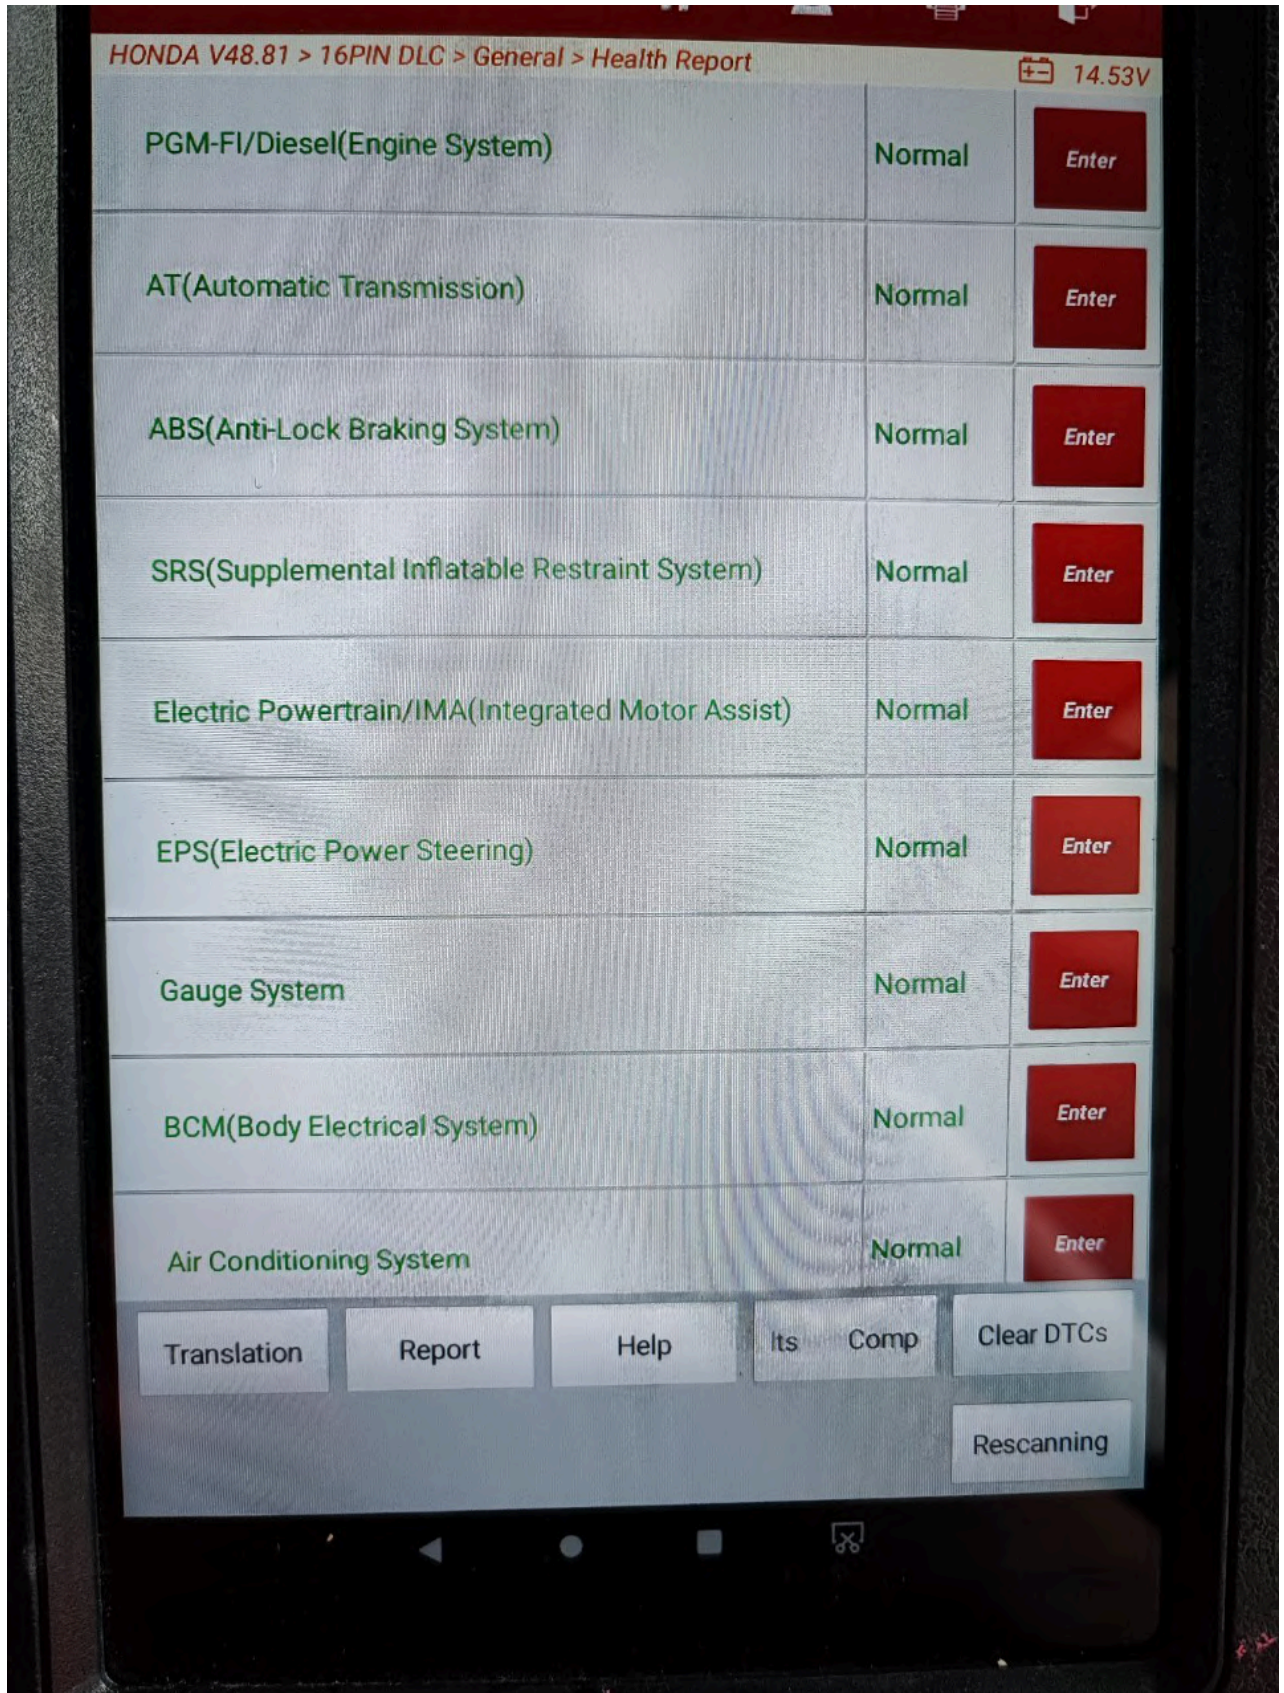 HONDA V48.81 > 16PIN DLC > General > Health Report
14.53V
PGM-FI/Diesel(Engine System) Normal Enter
AT(Automatic Transmission) Normal Enter
ABS(Anti-Lock Braking System) Normal Enter
SRS(Supplemental Inflatable Restraint System) Normal Enter
Electric Powertrain/IMA(Integrated Motor Assist) Normal Enter
EPS(Electric Power Steering) Normal Enter
Gauge System Normal Enter
BCM(Body Electrical System) Normal Enter
Air Conditioning System Normal Enter
Translation Report Help lts Comp Clear DTCs
Rescanning